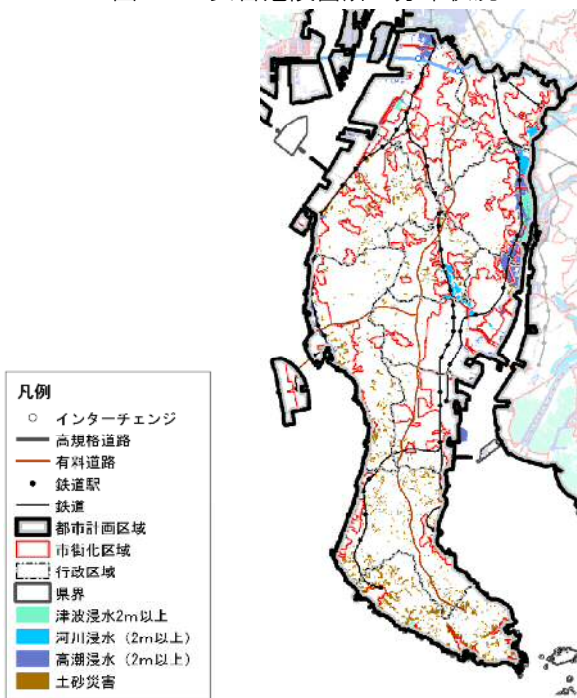 凡例
インターチェンジ
高規格道路
有料道路
鉄道駅
鉄道
都市計画区域
市街化区域
行政区域
県界
津波浸水2m以上
河川浸水（2m以上）
高潮浸水（2m以上）
土砂災害